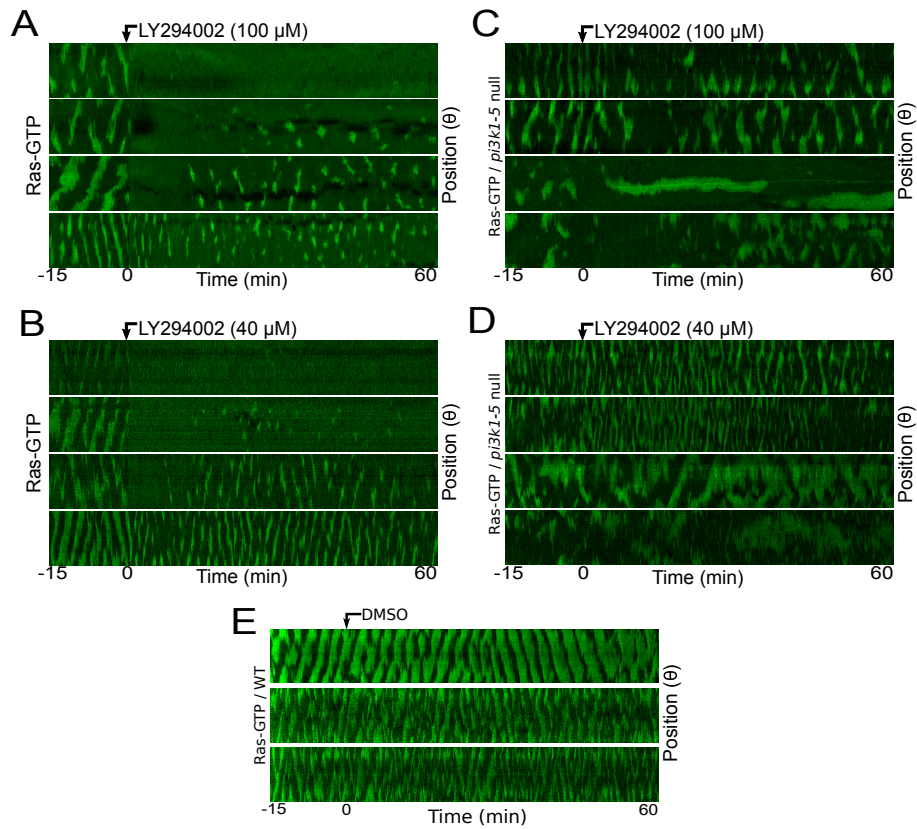 A
LY294002 (100 µM)
Ras-GTP
Position (θ)
-15
0
Time (min)
60
C
LY294002 (100 µM)
Ras-GTP / pi3k1-5 null
Position (θ)
-15
0
Time (min)
60
B
LY294002 (40 µM)
Ras-GTP
Position (θ)
-15
0
Time (min)
60
D
LY294002 (40 µM)
Ras-GTP / pi3k1-5 null
Position (θ)
-15
0
Time (min)
60
E
DMSO
Ras-GTP / WT
Position (θ)
-15
0
Time (min)
60